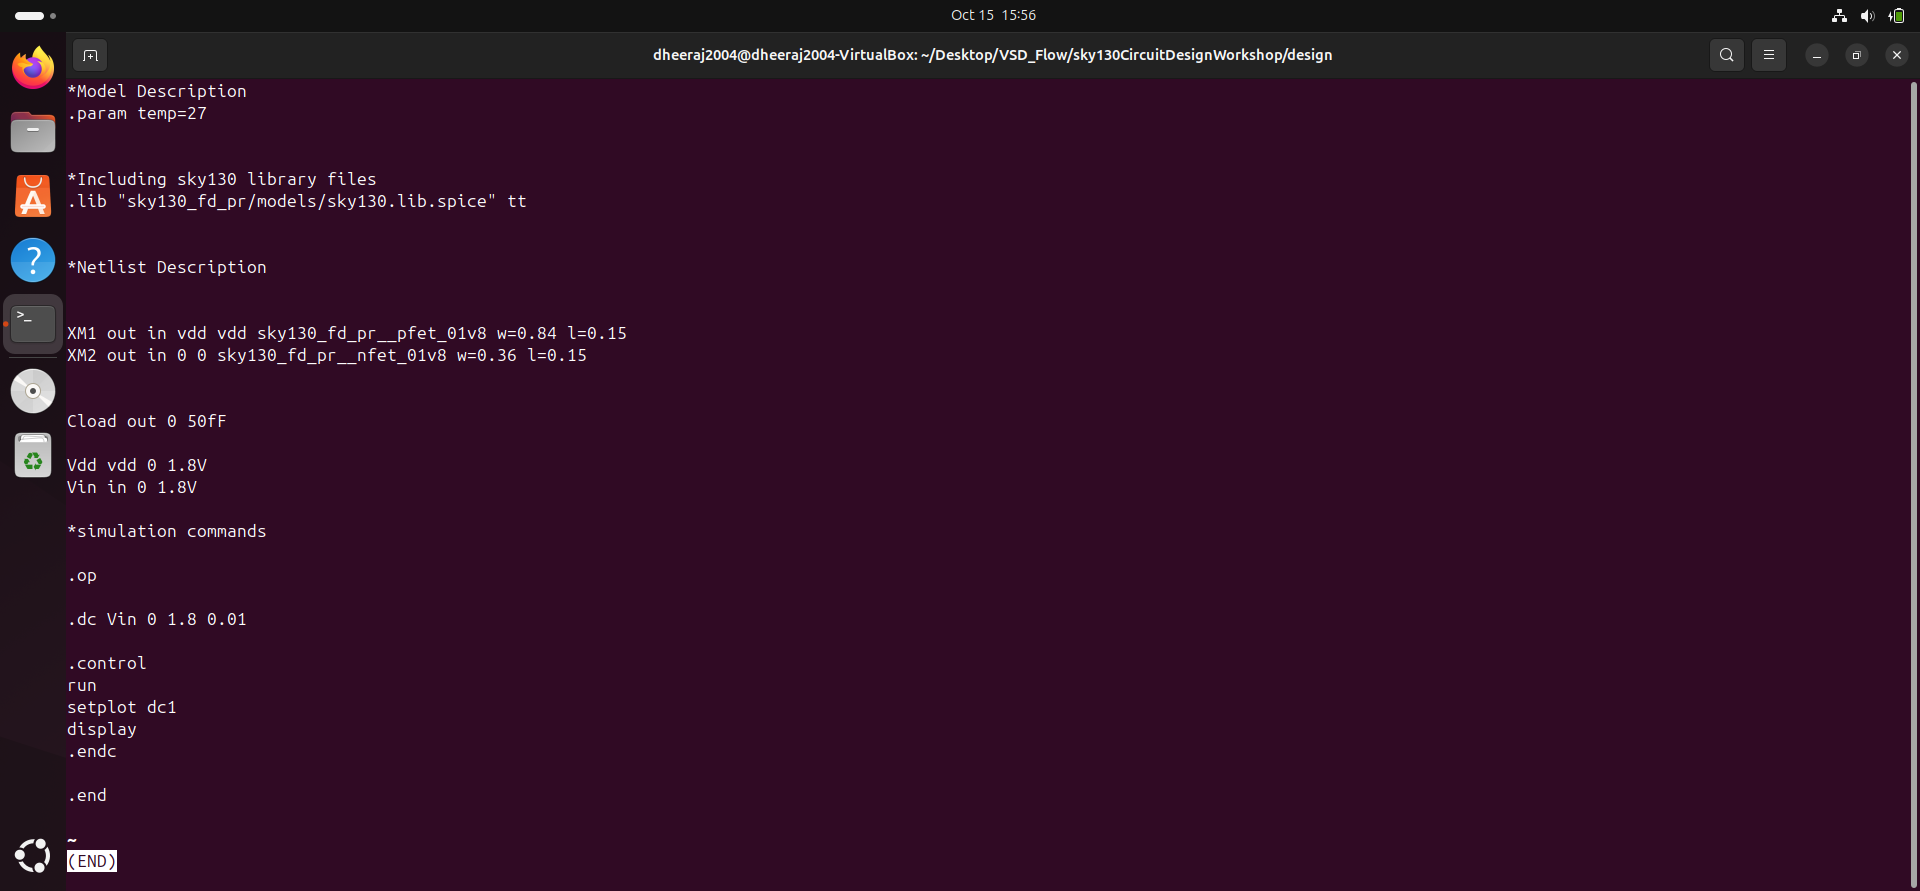 Oct 15 15:56
dheeraj2004@dheeraj2004-VirtualBox: ~/Desktop/VSD_Flow/sky130CircuitDesignWorkshop/design
*Model Description
.param temp=27
*Including sky130 library files
.lib "sky130_fd_pr/models/sky130.lib.spice" tt
*Netlist Description
XM1 out in vdd vdd sky130_fd_pr__pfet_01v8 w=0.84 l=0.15
XM2 out in 0 0 sky130_fd_pr__nfet_01v8 w=0.36 l=0.15
Cload out 0 50fF
Vdd vdd 0 1.8V
Vin in 0 1.8V
*simulation commands
.op
.dc Vin 0 1.8 0.01
.control
run
setplot dc1
display
.endc
.end
~
(END)